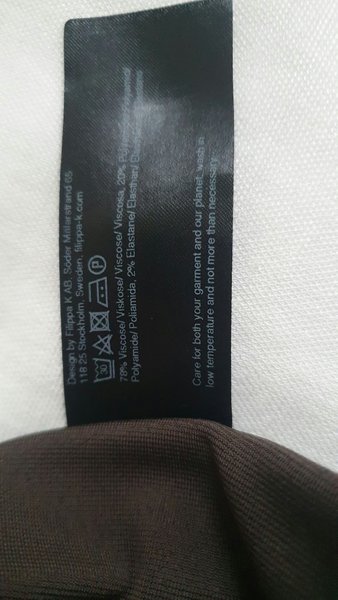 Design by Filippa K AB, Söder Mälarstrand 65
118 25 Stockholm, Sweden, filippa-k.com
30 P
78% Viscose/ Viskose/ Viscose/ Viscosa, 20%
Polyamide/ Poliamida, 2% Elastane/ Elasthan/
Care for both your garment and our planet, wash in
low temperature and not more than necessary.